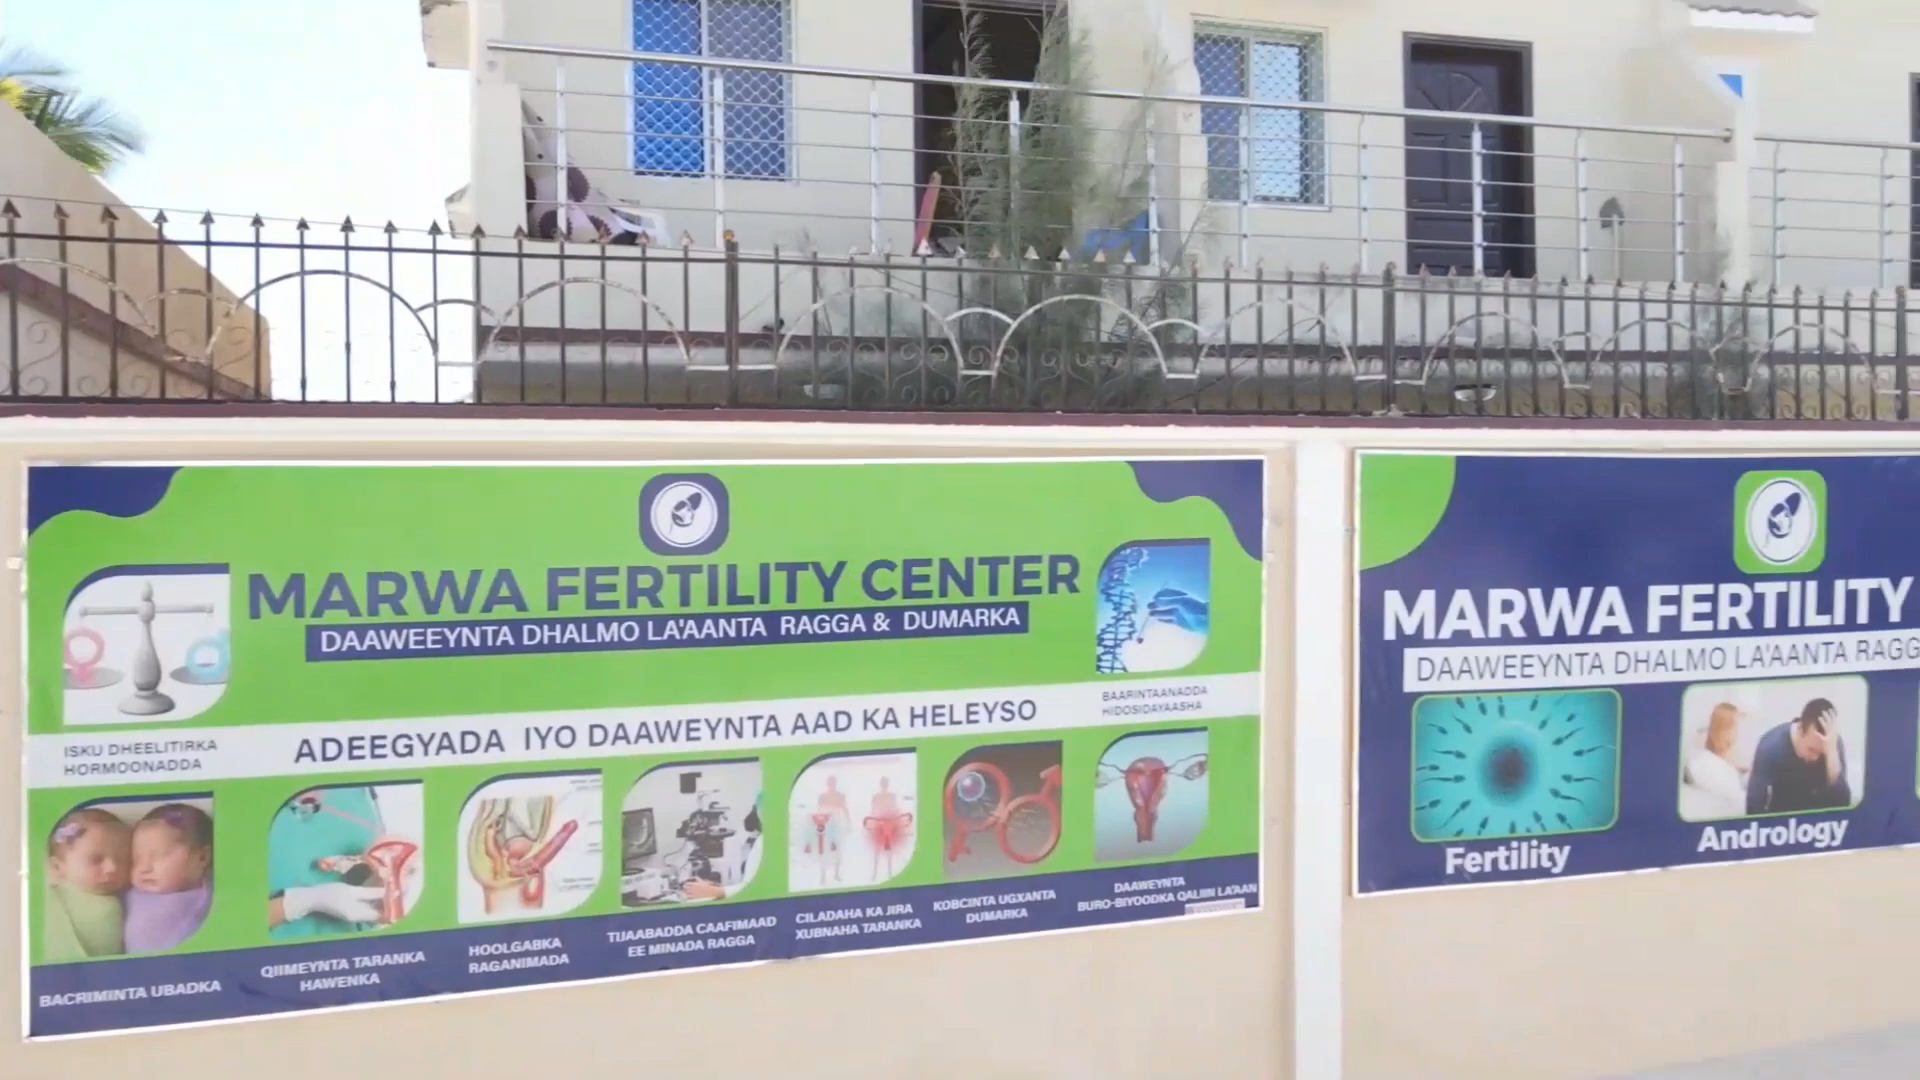 MARWA FERTILITY CENTER
DAAWEEYNTA DHALMO LA'AANTA RAGGA & DUMARKA
ISKU DHEELITIRKA
HORMOONADDA
ADEEGYADA IYO DAAWEYNTA AAD KA HELEYSO
BAARINTAANADDA
HIDOSIDAYAASHA
BACRIMINTA UBADKA
QIIMEYNTA TARANKA
HAWENKA
HOOLGABKA
RAGANIMADA
TIJAABADDA CAAFIMAAD
EE MINADA RAGGA
CILADAHA KA JIRA
XUBNAHA TARANKA
KOBCINTA UGXANTA
DUMARKA
DAAWEYNTA
BURO-BIYOODKA QALIIN LA'AAN
MARWA FERTILITY
DAAWEEYNTA DHALMO LA'AANTA RAGG
Fertility
Andrology